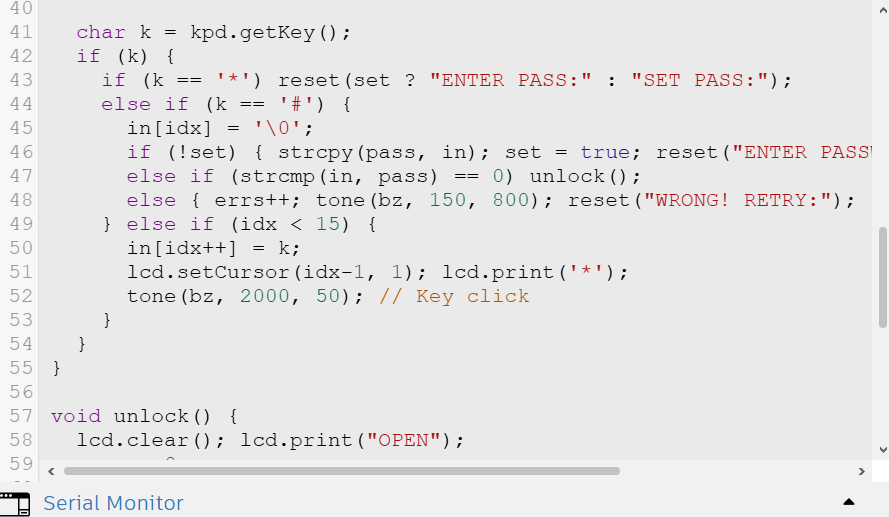 40
41 char k = kpd.getKey();
42 if (k) {
43 if (k == '*') reset(set ? "ENTER PASS:" : "SET PASS:");
44 else if (k == '#') {
45 in[idx] = '\0';
46 if (!set) { strcpy(pass, in); set = true; reset("ENTER PASS
47 else if (strcmp(in, pass) == 0) unlock();
48 else { errs++; tone(bz, 150, 800); reset("WRONG! RETRY:");
49 } else if (idx < 15) {
50 in[idx++] = k;
51 lcd.setCursor(idx-1, 1); lcd.print('*');
52 tone(bz, 2000, 50); // Key click
53 }
54 }
55 }
56
57 void unlock() {
58 lcd.clear(); lcd.print("OPEN");
59
Serial Monitor